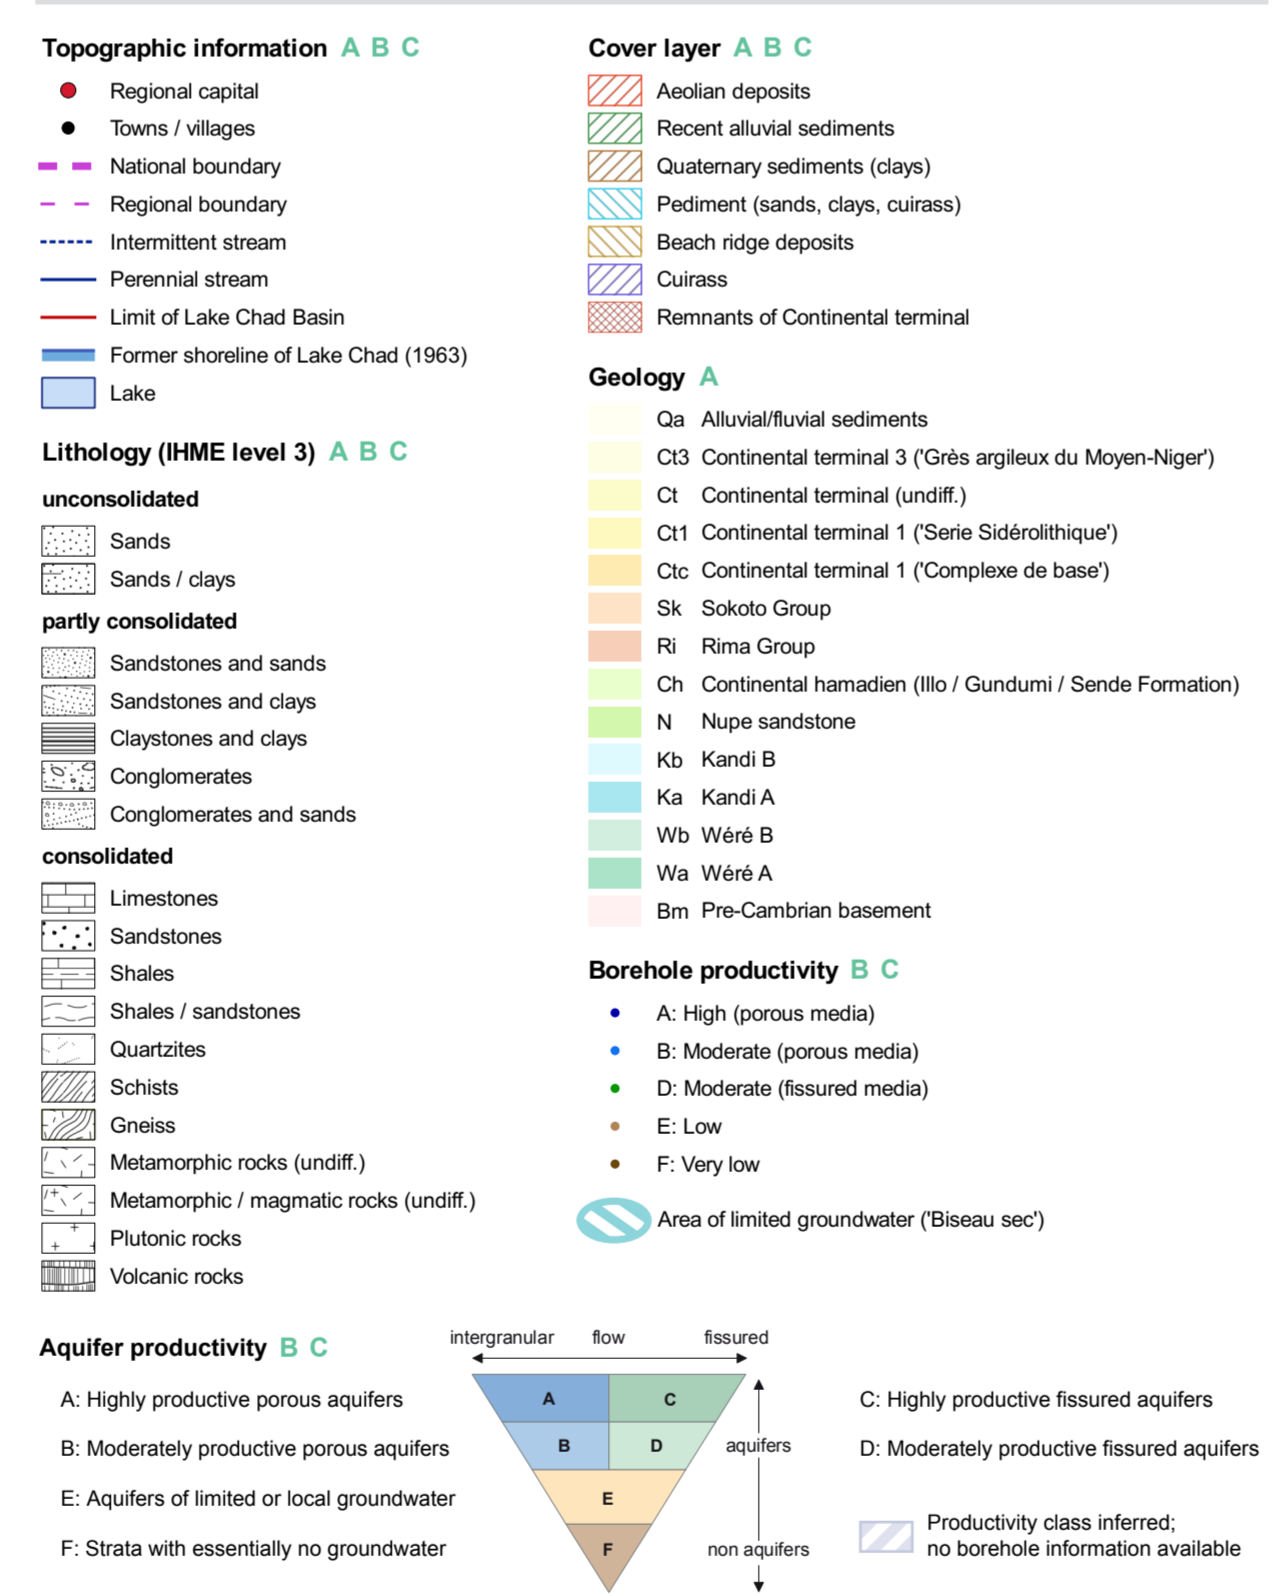 Topographic information A B C
Regional capital
Towns / villages
National boundary
Regional boundary
Intermittent stream
Perennial stream
Limit of Lake Chad Basin
Former shoreline of Lake Chad (1963)
Lake
Lithology (IHME level 3) A B C
unconsolidated
Sands
Sands / clays
partly consolidated
Sandstones and sands
Sandstones and clays
Claystones and clays
Conglomerates
Conglomerates and sands
consolidated
Limestones
Sandstones
Shales
Shales / sandstones
Quartzites
Schists
Gneiss
Metamorphic rocks (undiff.)
Metamorphic / magmatic rocks (undiff.)
Plutonic rocks
Volcanic rocks
Cover layer A B C
Aeolian deposits
Recent alluvial sediments
Quaternary sediments (clays)
Pediment (sands, clays, cuirass)
Beach ridge deposits
Cuirass
Remnants of Continental terminal
Geology A
Qa Alluvial/fluvial sediments
Ct3 Continental terminal 3 ('Grès argileux du Moyen-Niger')
Ct Continental terminal (undiff.)
Ct1 Continental terminal 1 ('Serie Sidérolithique')
Ctc Continental terminal 1 ('Complexe de base')
Sk Sokoto Group
Ri Rima Group
Ch Continental hamadien (Illo / Gundumi / Sende Formation)
N Nupe sandstone
Kb Kandi B
Ka Kandi A
Wb Wéré B
Wa Wéré A
Bm Pre-Cambrian basement
Borehole productivity B C
A: High (porous media)
B: Moderate (porous media)
D: Moderate (fissured media)
E: Low
F: Very low
Area of limited groundwater ('Biseau sec')
Aquifer productivity B C
A: Highly productive porous aquifers
B: Moderately productive porous aquifers
E: Aquifers of limited or local groundwater
F: Strata with essentially no groundwater
intergranular flow fissured
A C
B D
E
F
aquifers
non aquifers
C: Highly productive fissured aquifers
D: Moderately productive fissured aquifers
Productivity class inferred;
no borehole information available